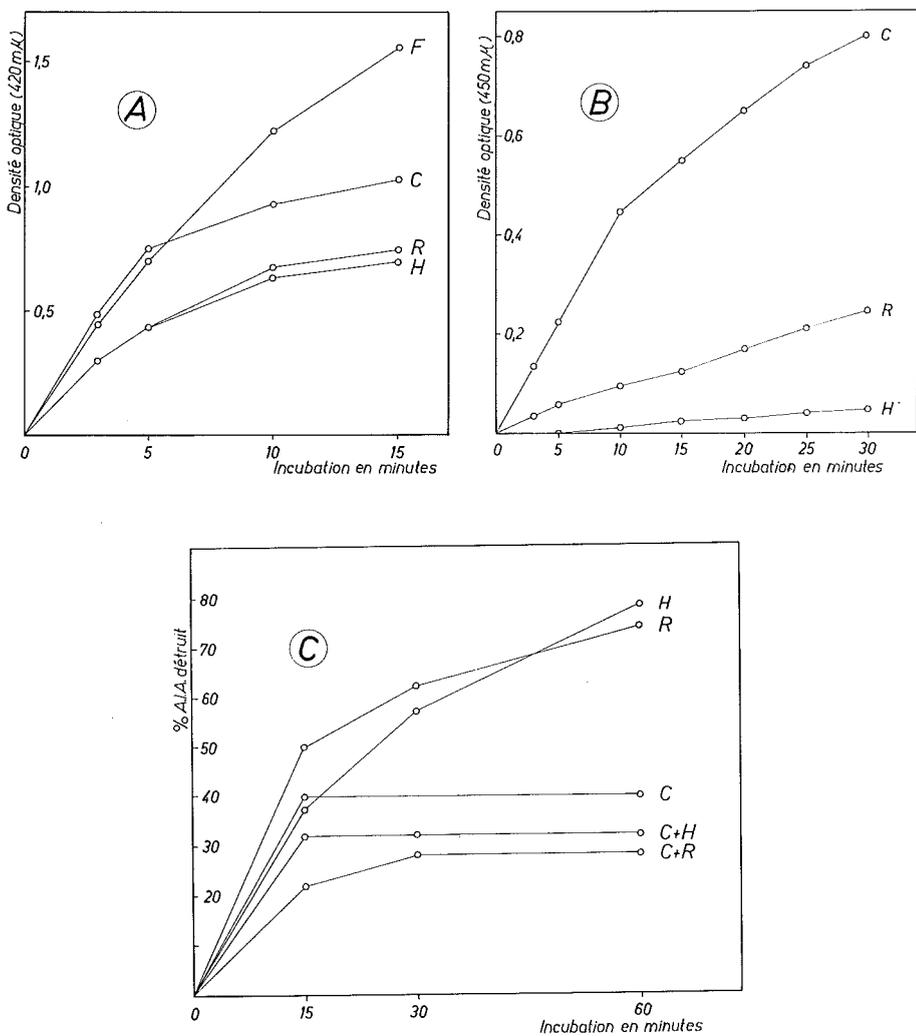 Densité optique (420 mμ)
1,5
1,0
0,5
0
5
10
15
Incubation en minutes
A
F
C
R
H
Densité optique (450 mμ)
0,8
0,6
0,4
0,2
0
5
10
15
20
25
30
Incubation en minutes
B
C
R
H
% A.I.A. détruit
80
70
60
50
40
30
20
0
15
30
60
Incubation en minutes
C
H
R
C
C+H
C+R